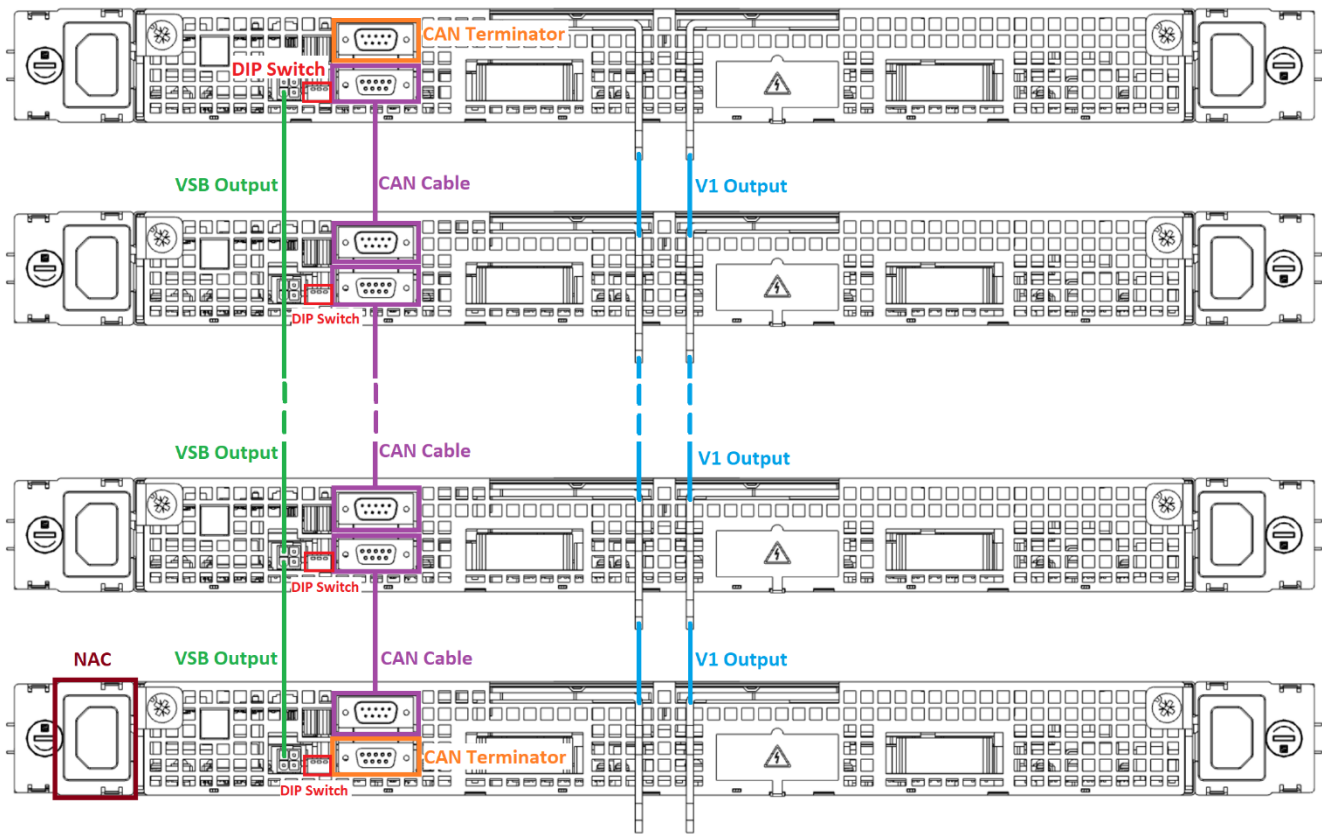 CAN Terminator
DIP Switch
VSB Output
CAN Cable
V1 Output
DIP Switch
VSB Output
CAN Cable
V1 Output
DIP Switch
NAC
VSB Output
CAN Cable
V1 Output
CAN Terminator
DIP Switch